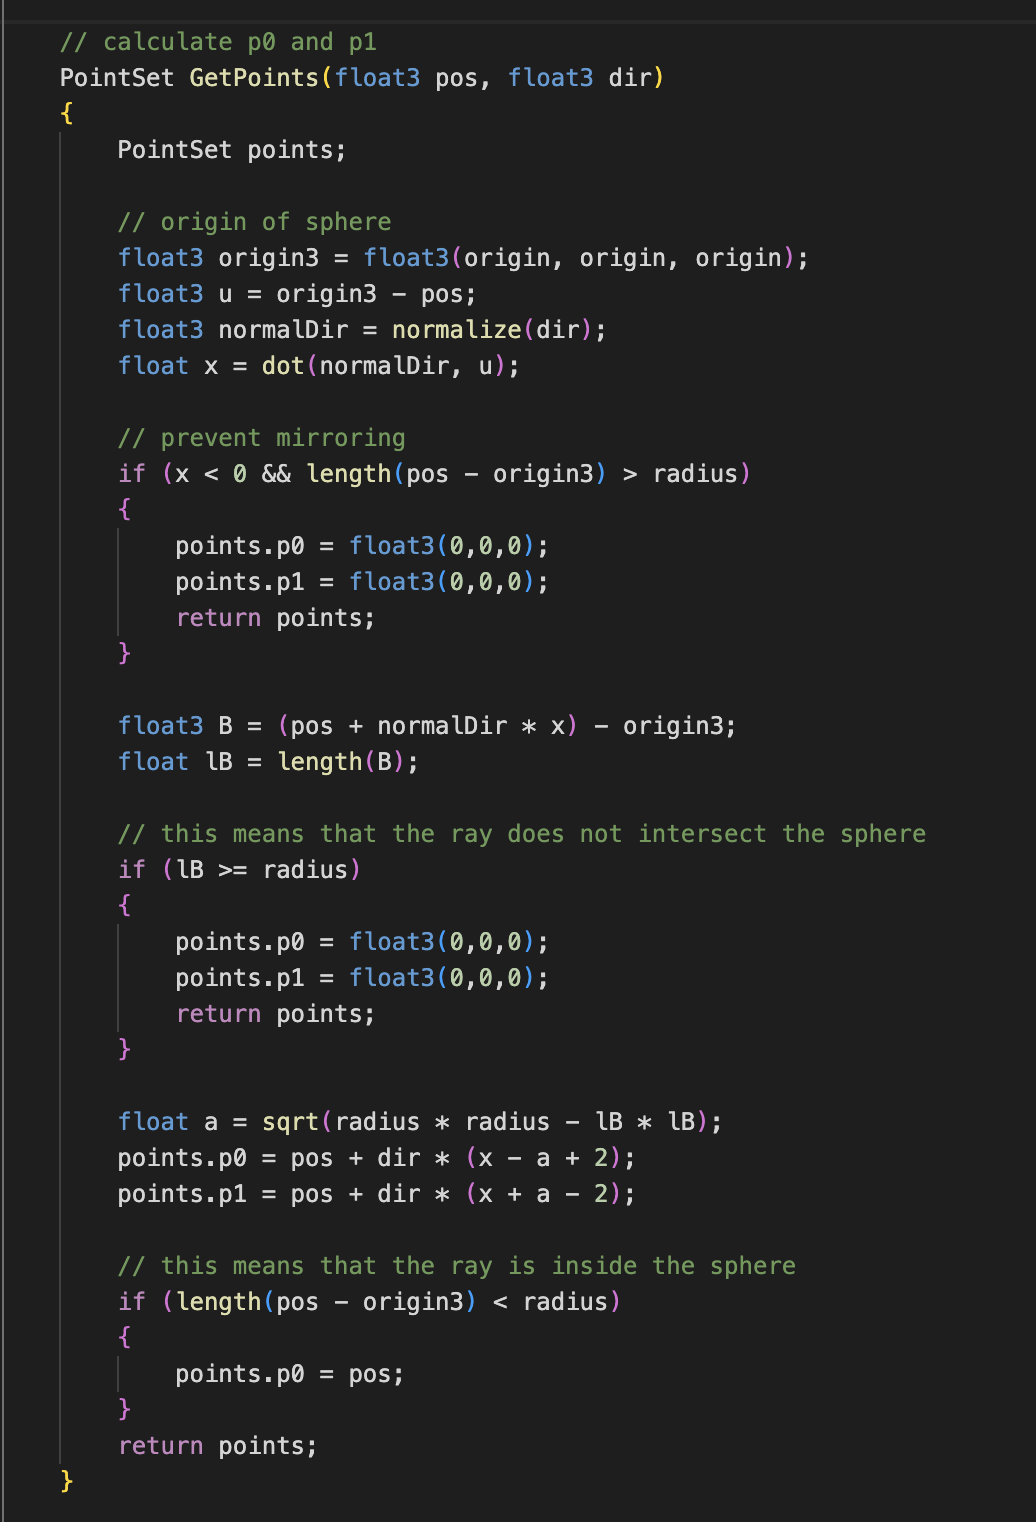 // calculate p0 and p1
PointSet GetPoints(float3 pos, float3 dir)
{
    PointSet points;

    // origin of sphere
    float3 origin3 = float3(origin, origin, origin);
    float3 u = origin3 - pos;
    float3 normalDir = normalize(dir);
    float x = dot(normalDir, u);

    // prevent mirroring
    if (x < 0 && length(pos - origin3) > radius)
    {
        points.p0 = float3(0,0,0);
        points.p1 = float3(0,0,0);
        return points;
    }

    float3 B = (pos + normalDir * x) - origin3;
    float lB = length(B);

    // this means that the ray does not intersect the sphere
    if (lB >= radius)
    {
        points.p0 = float3(0,0,0);
        points.p1 = float3(0,0,0);
        return points;
    }

    float a = sqrt(radius * radius - lB * lB);
    points.p0 = pos + dir * (x - a + 2);
    points.p1 = pos + dir * (x + a - 2);

    // this means that the ray is inside the sphere
    if (length(pos - origin3) < radius)
    {
        points.p0 = pos;
    }
    return points;
}